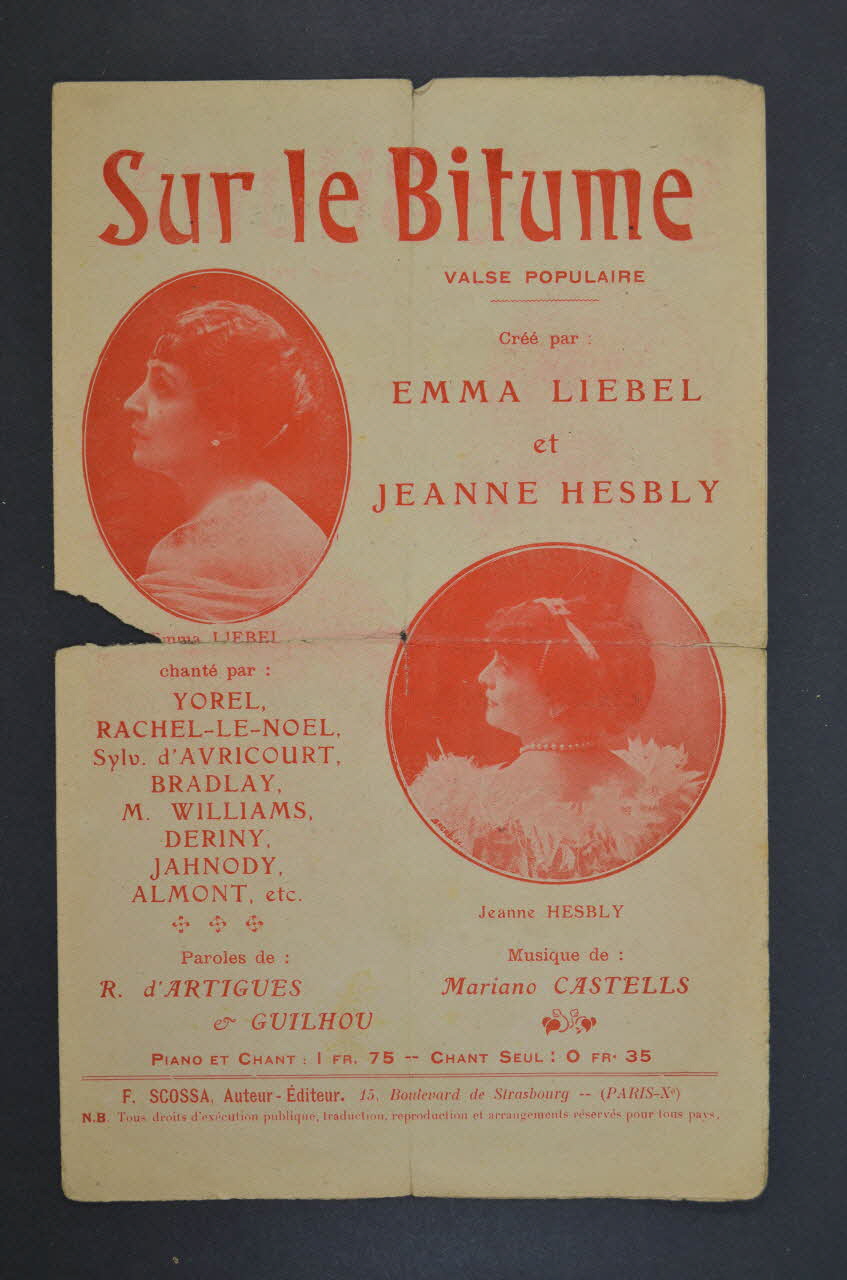 Sur le Bitume
VALSE POPULAIRE
Créé par :
EMMA LIEBEL
et
JEANNE HESBLY
Emma LIEBEL
chanté par :
YOREL,
RACHEL-LE-NOEL,
Sylv. d'AVRICOURT,
BRADLAY,
M. WILLIAMS,
DERINY,
JAHNODY,
ALMONT, etc.
Jeanne HESBLY
Paroles de :
R. d'ARTIGUES
& GUILHOU
Musique de :
Mariano CASTELLS
PIANO ET CHANT : 1 FR. 75 -- CHANT SEUL : 0 FR. 35
F. SCOSSA, Auteur-Éditeur. 15, Boulevard de Strasbourg -- (PARIS-Xe)
N.B. Tous droits d'exécution publique, traduction, reproduction et arrangements réservés pour tous pays.